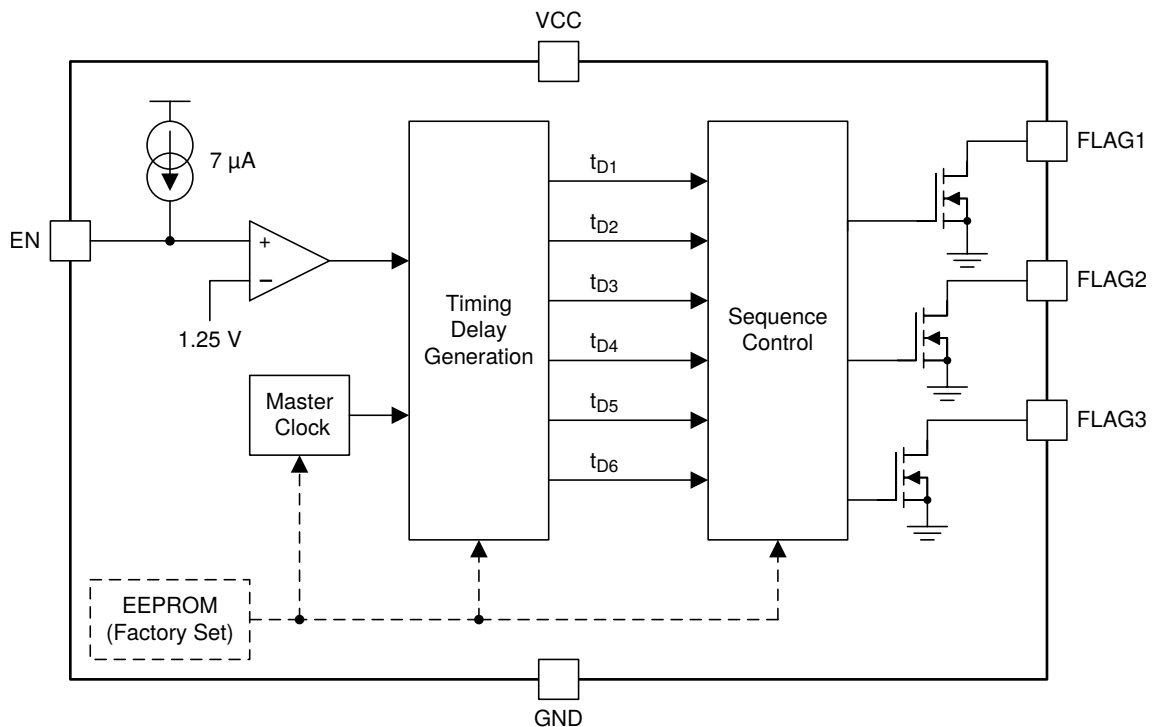 VCC
FLAG1
7 µA
tD1
EN
+
tD2
FLAG2
−
tD3
Timing
Delay
Generation
Sequence
Control
1.25 V
tD4
Master
Clock
tD5
FLAG3
tD6
EEPROM
(Factory Set)
GND